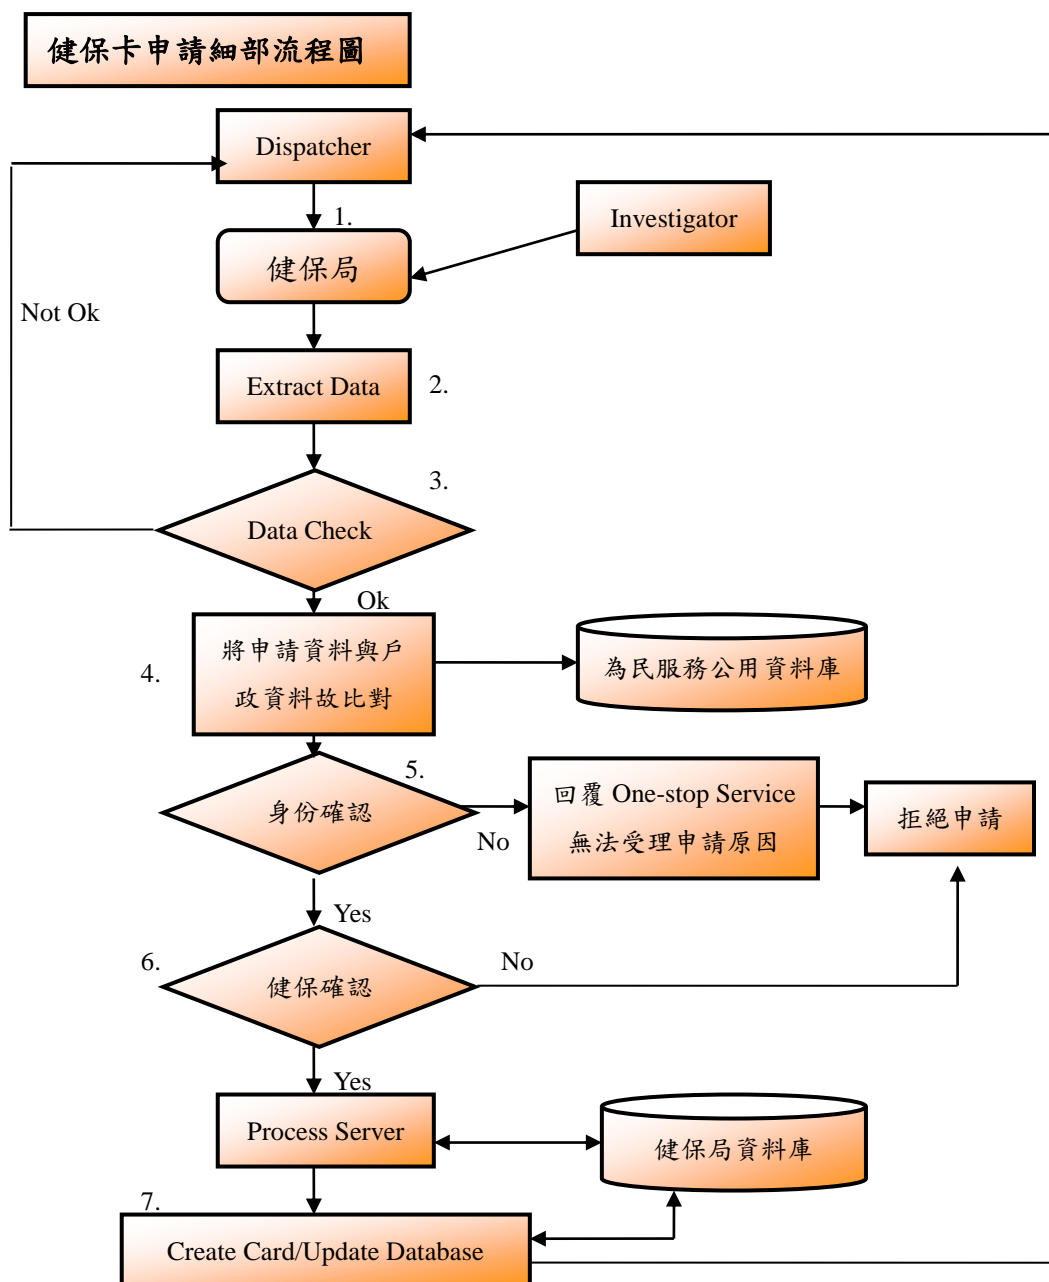 健保卡申請細部流程圖
Dispatcher
1.
Investigator
健保局
Not Ok
Extract Data
2.
3.
Data Check
Ok
將申請資料與戶
政資料故比對
4.
為民服務公用資料庫
5.
身份確認
No
回覆 One-stop Service
無法受理申請原因
拒絕申請
Yes
6.
健保確認
No
Yes
Process Server
健保局資料庫
7.
Create Card/Update Database